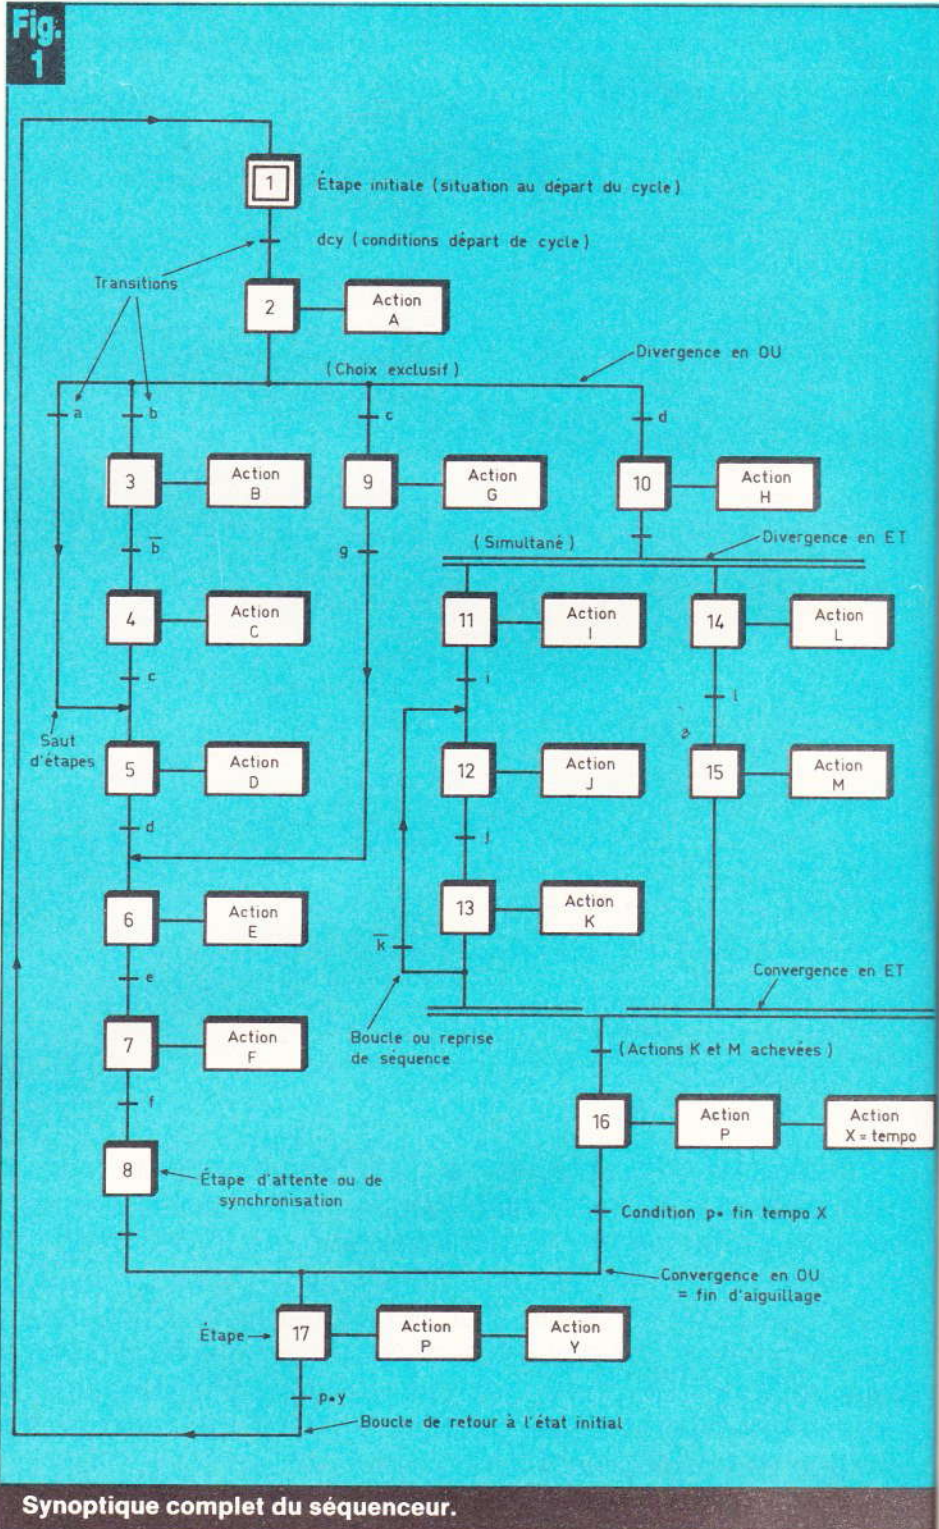 Fig.
1
1
Étape initiale (situation au départ du cycle)
dcy (conditions départ de cycle)
Transitions
2
Action
A
Divergence en OU
(Choix exclusif)
a
b
c
d
3
Action
B
9
Action
G
10
Action
H
b̅
g
(Simultané)
Divergence en ET
4
Action
C
11
Action
I
14
Action
L
c
i
l
Saut
d'étapes
5
Action
D
12
Action
J
15
Action
M
d
j
6
Action
E
13
Action
K
k̅
e
Convergence en ET
7
Action
F
Boucle ou reprise
de séquence
(Actions K et M achevées)
f
16
Action
P
Action
X = tempo
8
Étape d'attente ou de
synchronisation
Condition p• fin tempo X
Convergence en OU
= fin d'aiguillage
Étape
17
Action
P
Action
Y
p•y
Boucle de retour à l'état initial
Synoptique complet du séquenceur.